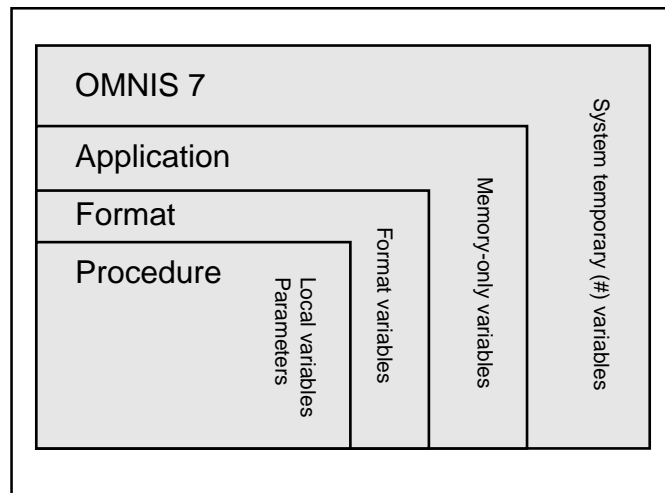 OMNIS 7
Application
Format
Procedure
Local variables
Parameters
Format variables
Memory-only variables
System temporary (#) variables